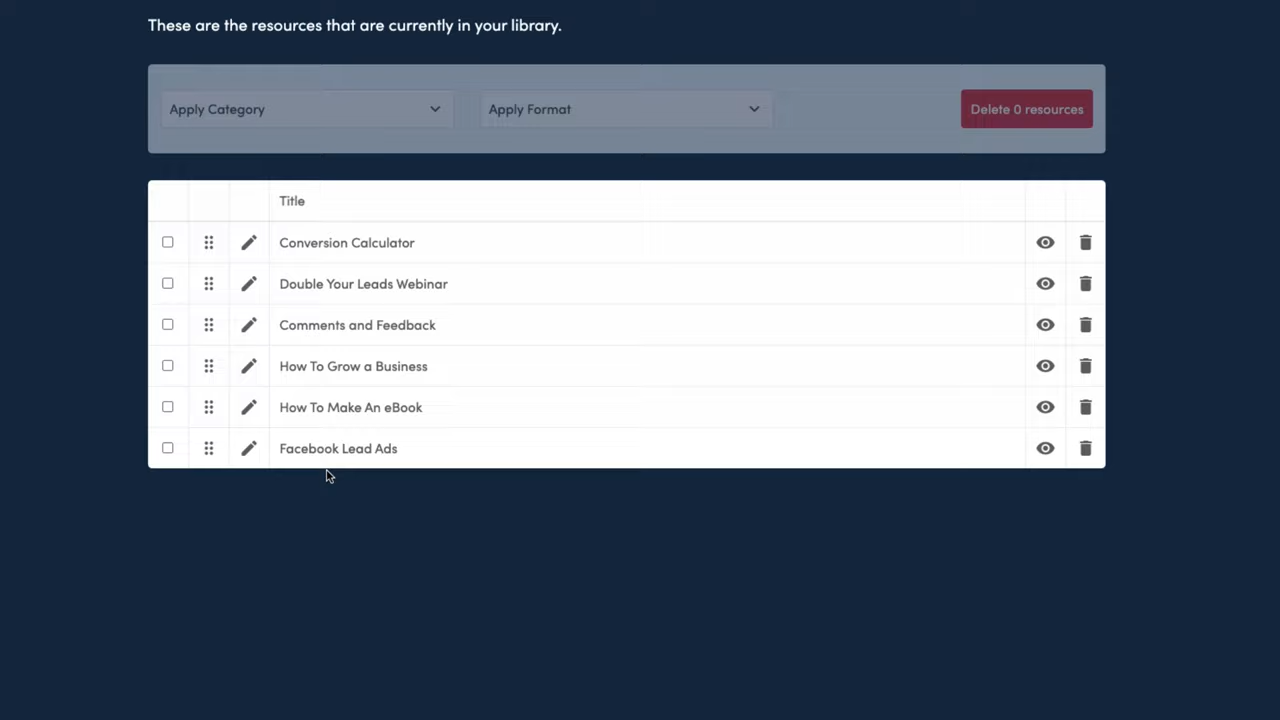 These are the resources that are currently in your library.
Apply Category
Apply Format
Delete 0 resources
Title
Conversion Calculator
Double Your Leads Webinar
Comments and Feedback
How To Grow a Business
How To Make An eBook
Facebook Lead Ads